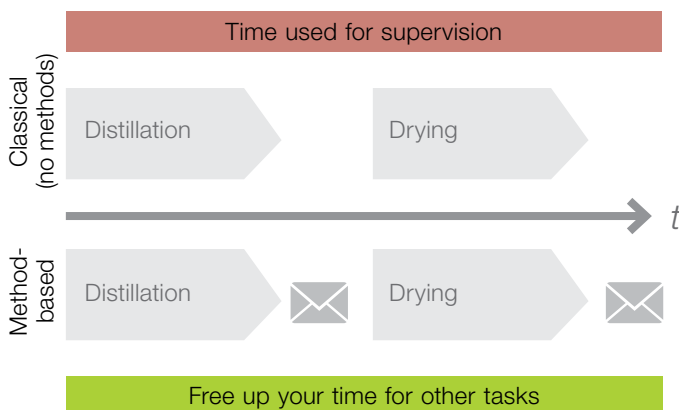 Time used for supervision
Classical
(no methods)
Distillation
Drying
t
Method-
based
Distillation
Drying
Free up your time for other tasks